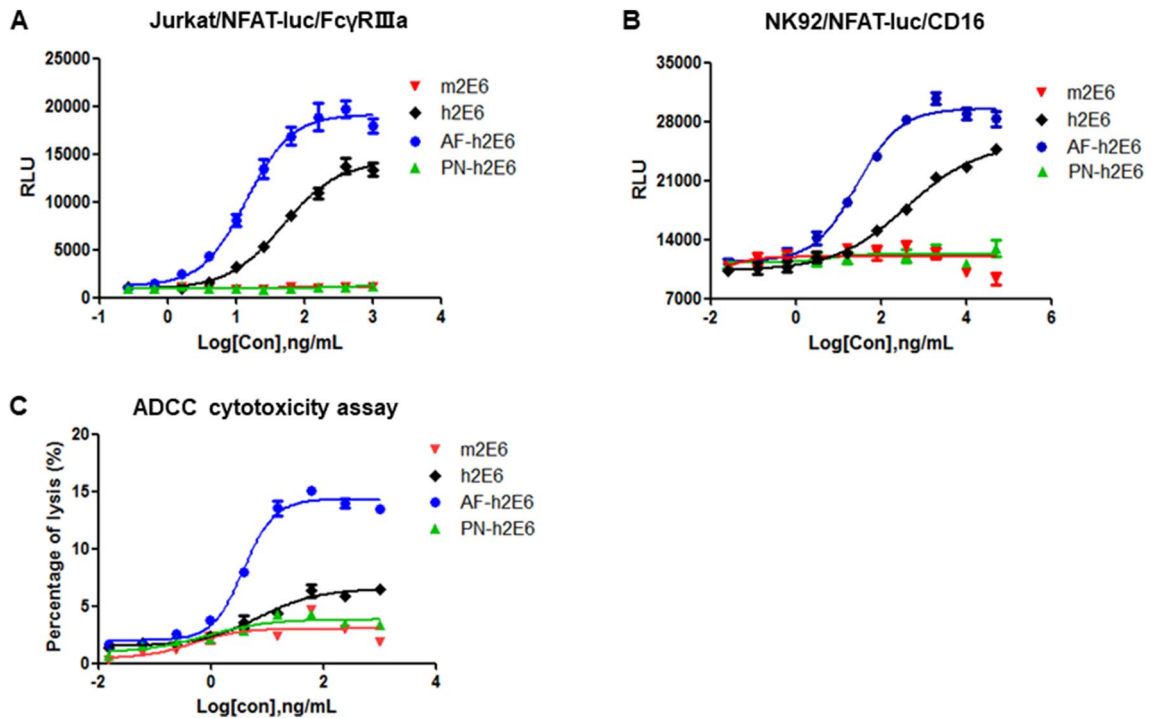 A
Jurkat/NFAT-luc/FcγRⅢa
25000
20000
15000
10000
5000
0
RLU
-1 0 1 2 3 4
Log[Con],ng/mL
m2E6
h2E6
AF-h2E6
PN-h2E6
B
NK92/NFAT-luc/CD16
35000
28000
21000
14000
7000
RLU
-2 0 2 4 6
Log[Con],ng/mL
m2E6
h2E6
AF-h2E6
PN-h2E6
C
ADCC cytotoxicity assay
20
15
10
5
0
Percentage of lysis (%)
-2 0 2 4
Log[con],ng/mL
m2E6
h2E6
AF-h2E6
PN-h2E6